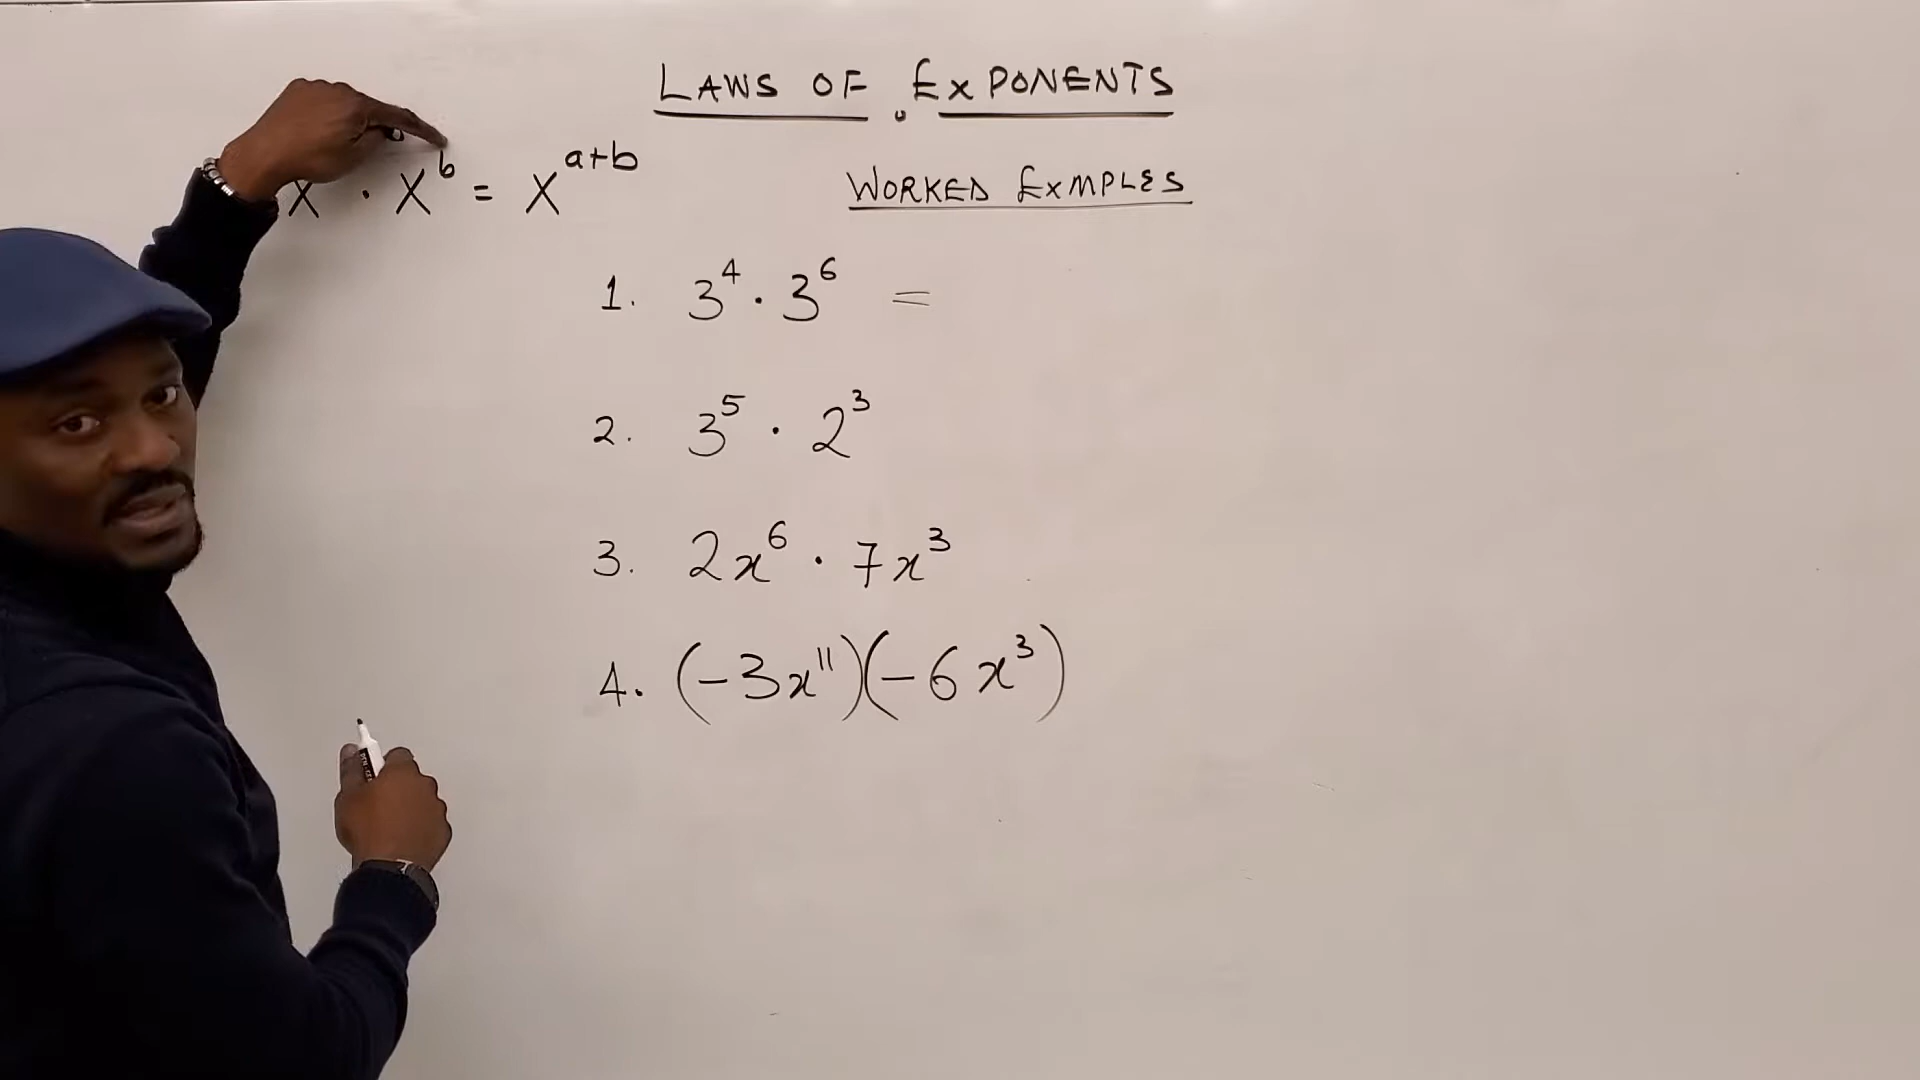 LAWS OF EXPONENTS
X · X^b = X^{a+b}
WORKED EXMPLES
1. 3^4 · 3^6 =
2. 3^5 · 2^3
3. 2x^6 · 7x^3
4. (-3x^{11})(-6x^3)